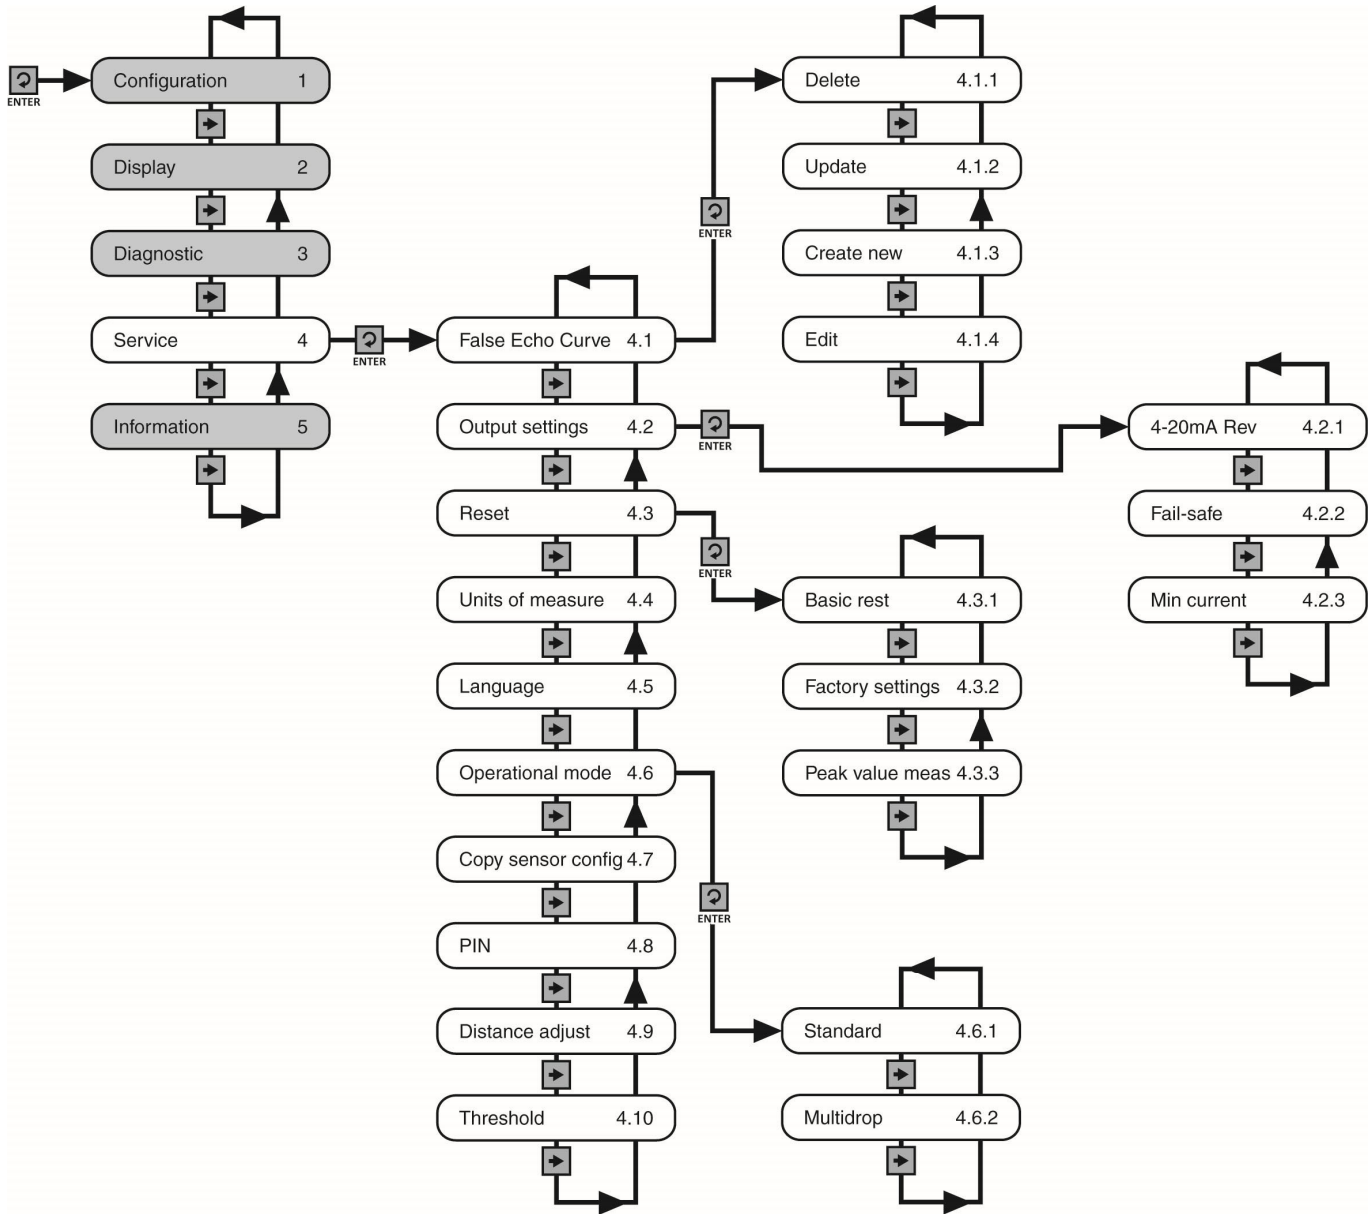 ENTER
Configuration 1
Display 2
Diagnostic 3
Service 4
Information 5
ENTER
False Echo Curve 4.1
Output settings 4.2
Reset 4.3
Units of measure 4.4
Language 4.5
Operational mode 4.6
Copy sensor config 4.7
PIN 4.8
Distance adjust 4.9
Threshold 4.10
ENTER
Delete 4.1.1
Update 4.1.2
Create new 4.1.3
Edit 4.1.4
ENTER
4-20mA Rev 4.2.1
Fail-safe 4.2.2
Min current 4.2.3
ENTER
Basic rest 4.3.1
Factory settings 4.3.2
Peak value meas 4.3.3
ENTER
Standard 4.6.1
Multidrop 4.6.2